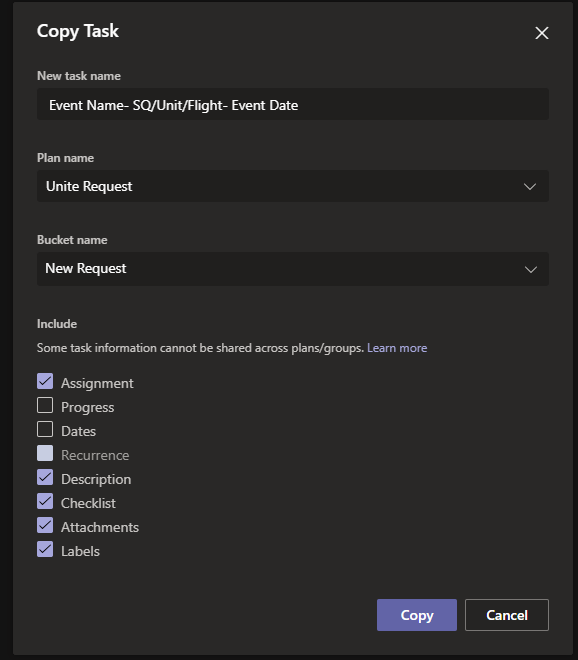 Copy Task
New task name
Event Name- SQ/Unit/Flight- Event Date
Plan name
Unite Request
Bucket name
New Request
Include
Some task information cannot be shared across plans/groups. Learn more
Assignment
Progress
Dates
Recurrence
Description
Checklist
Attachments
Labels
Copy Cancel